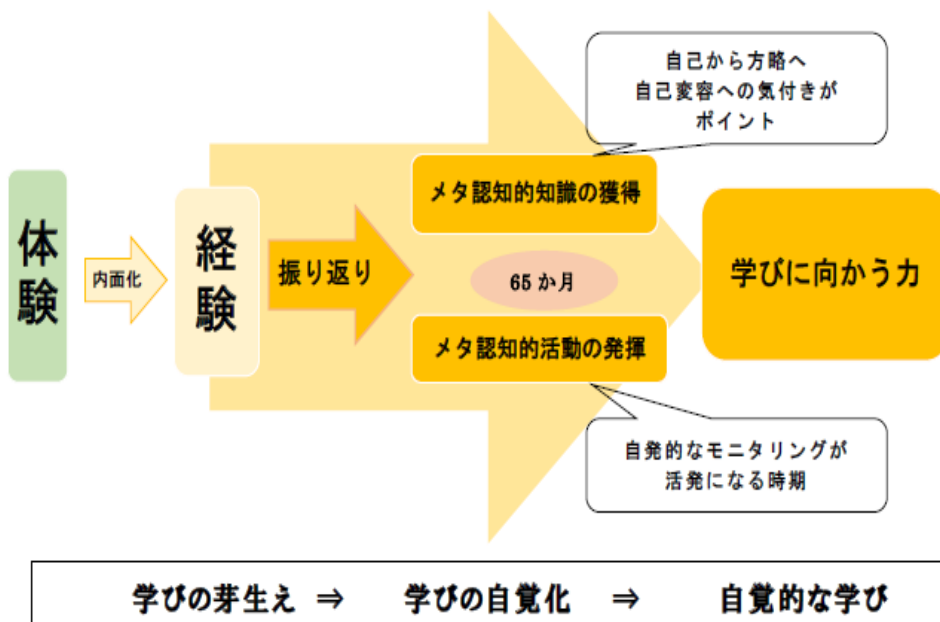 自己から方略へ
自己変容への気付きが
ポイント
体験
内面化
経験
振り返り
メタ認知的知識の獲得
65か月
メタ認知的活動の発揮
学びに向かう力
自発的なモニタリングが
活発になる時期
学びの芽生え ⇒ 学びの自覚化 ⇒ 自覚的な学び